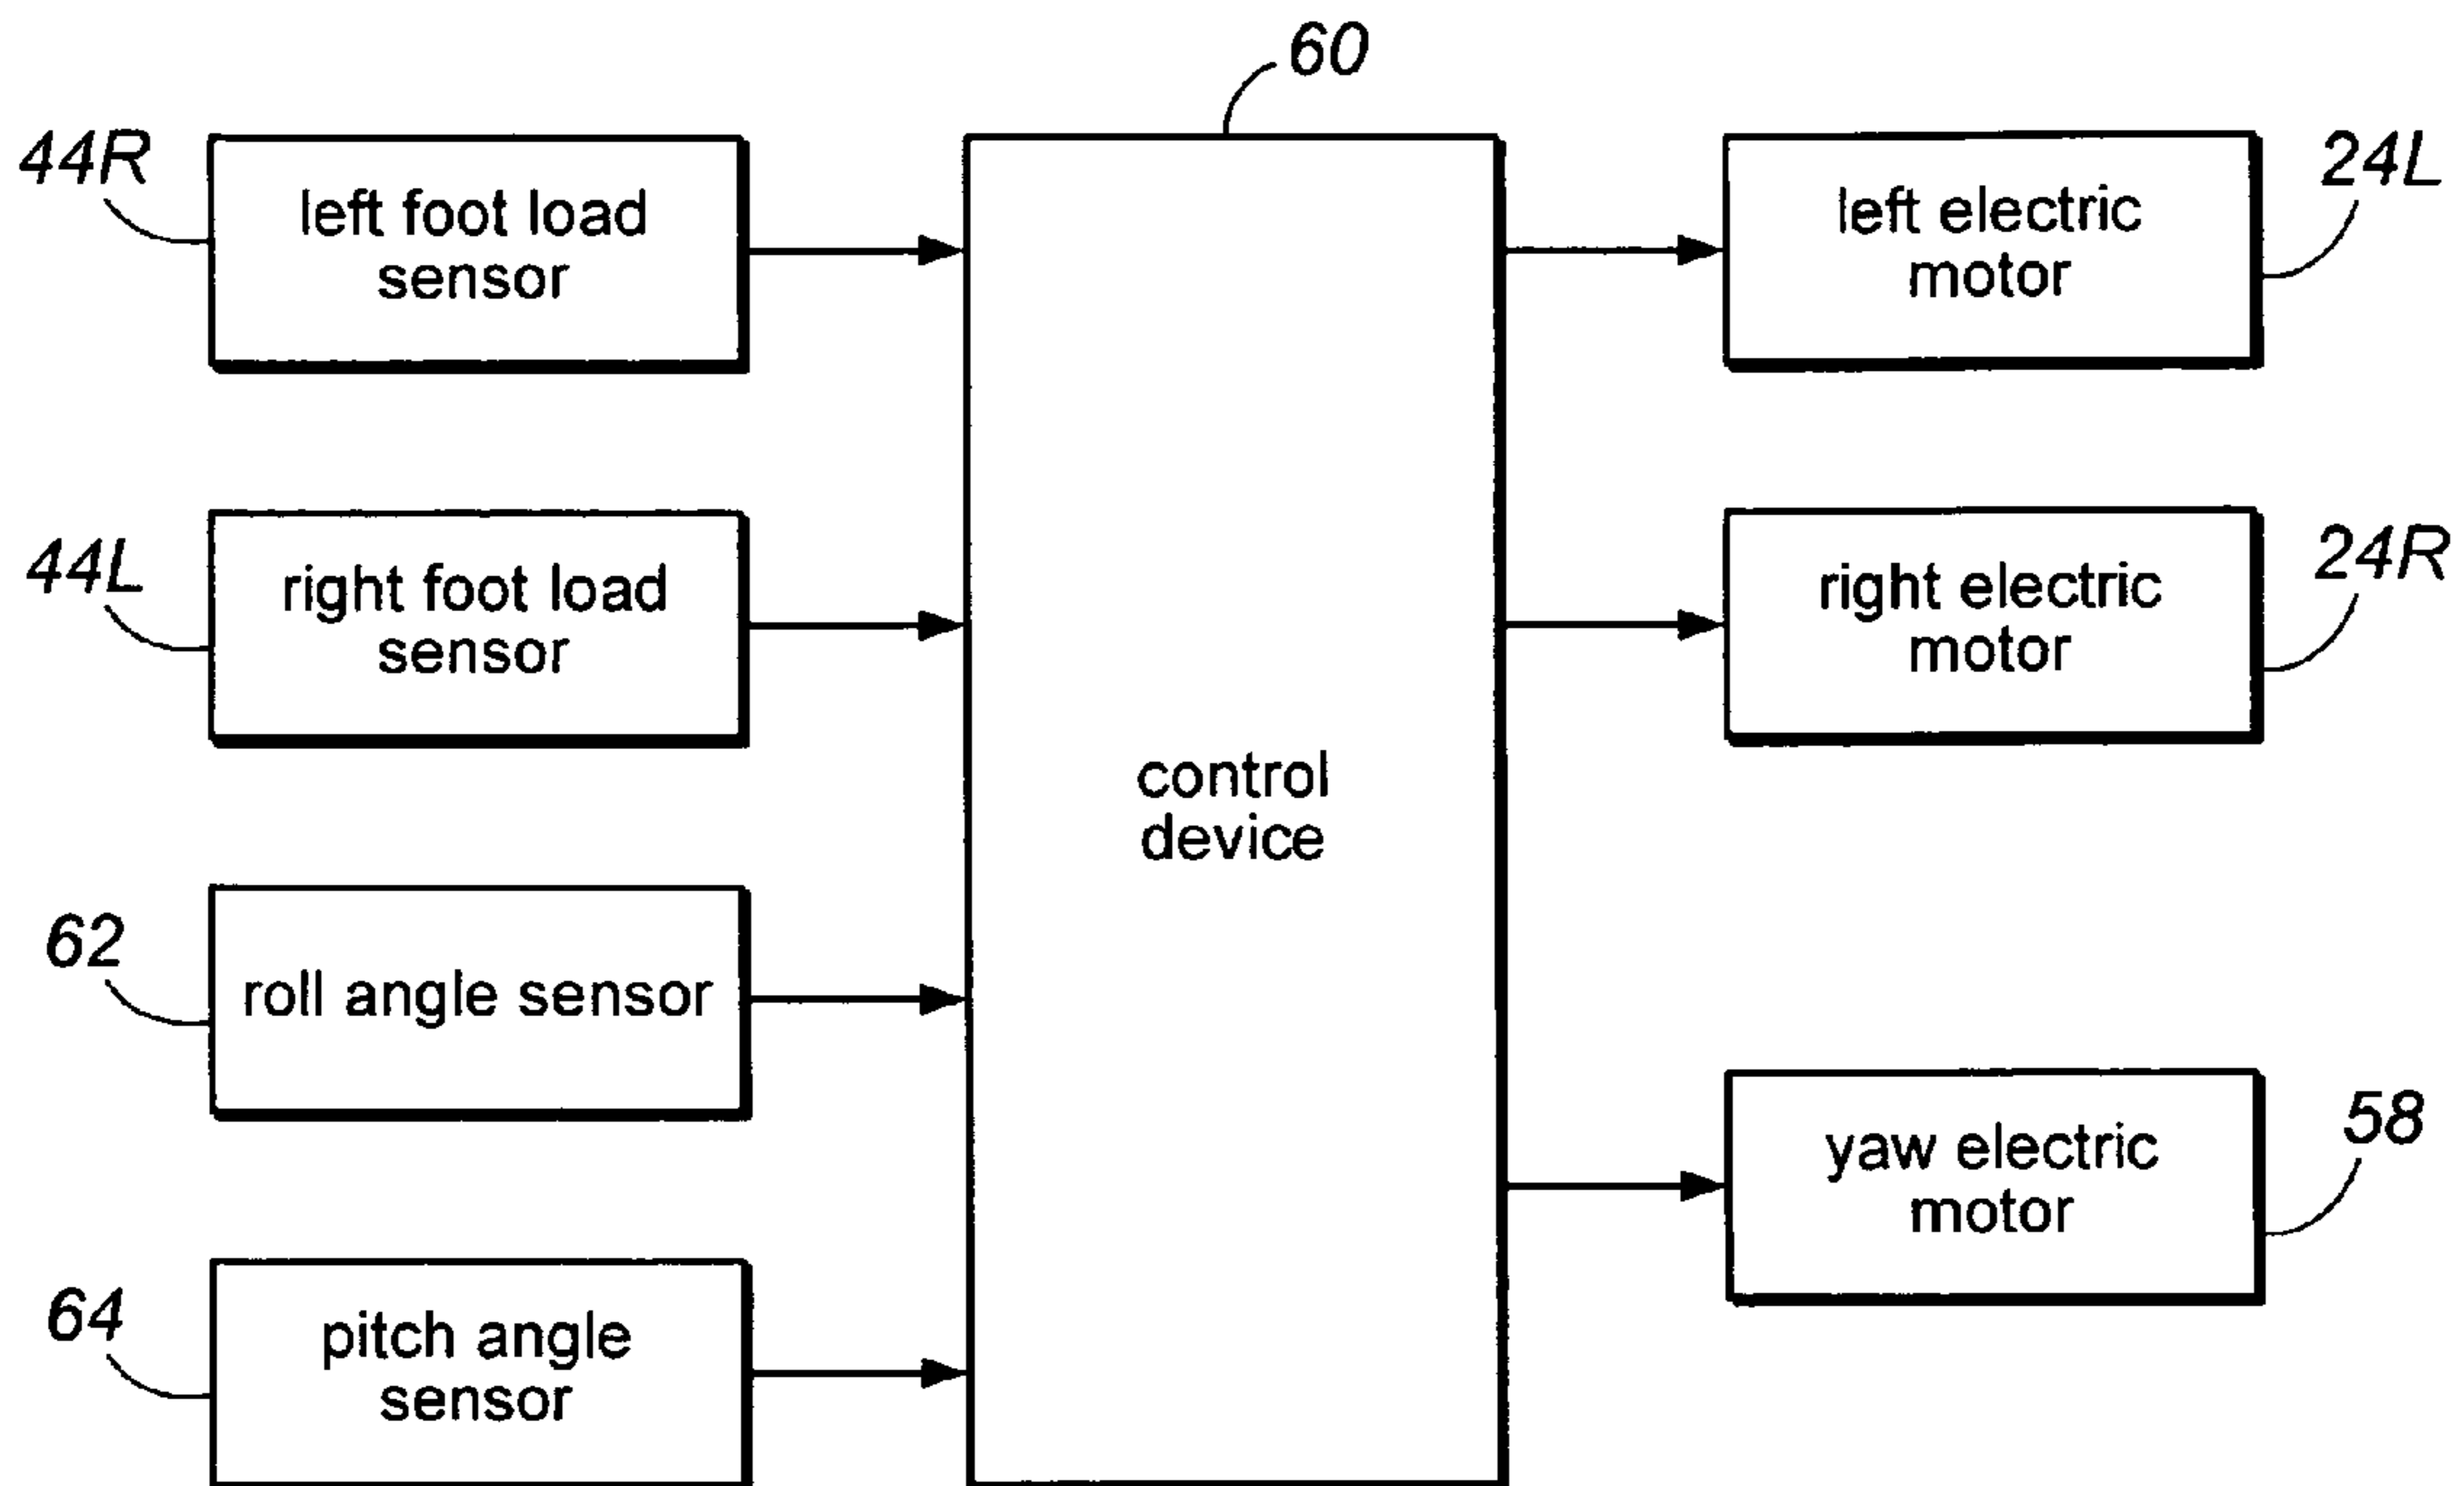 60
44R
left foot load
sensor
44L
right foot load
sensor
62
roll angle sensor
64
pitch angle
sensor
control
device
left electric
motor
24L
right electric
motor
24R
yaw electric
motor
58